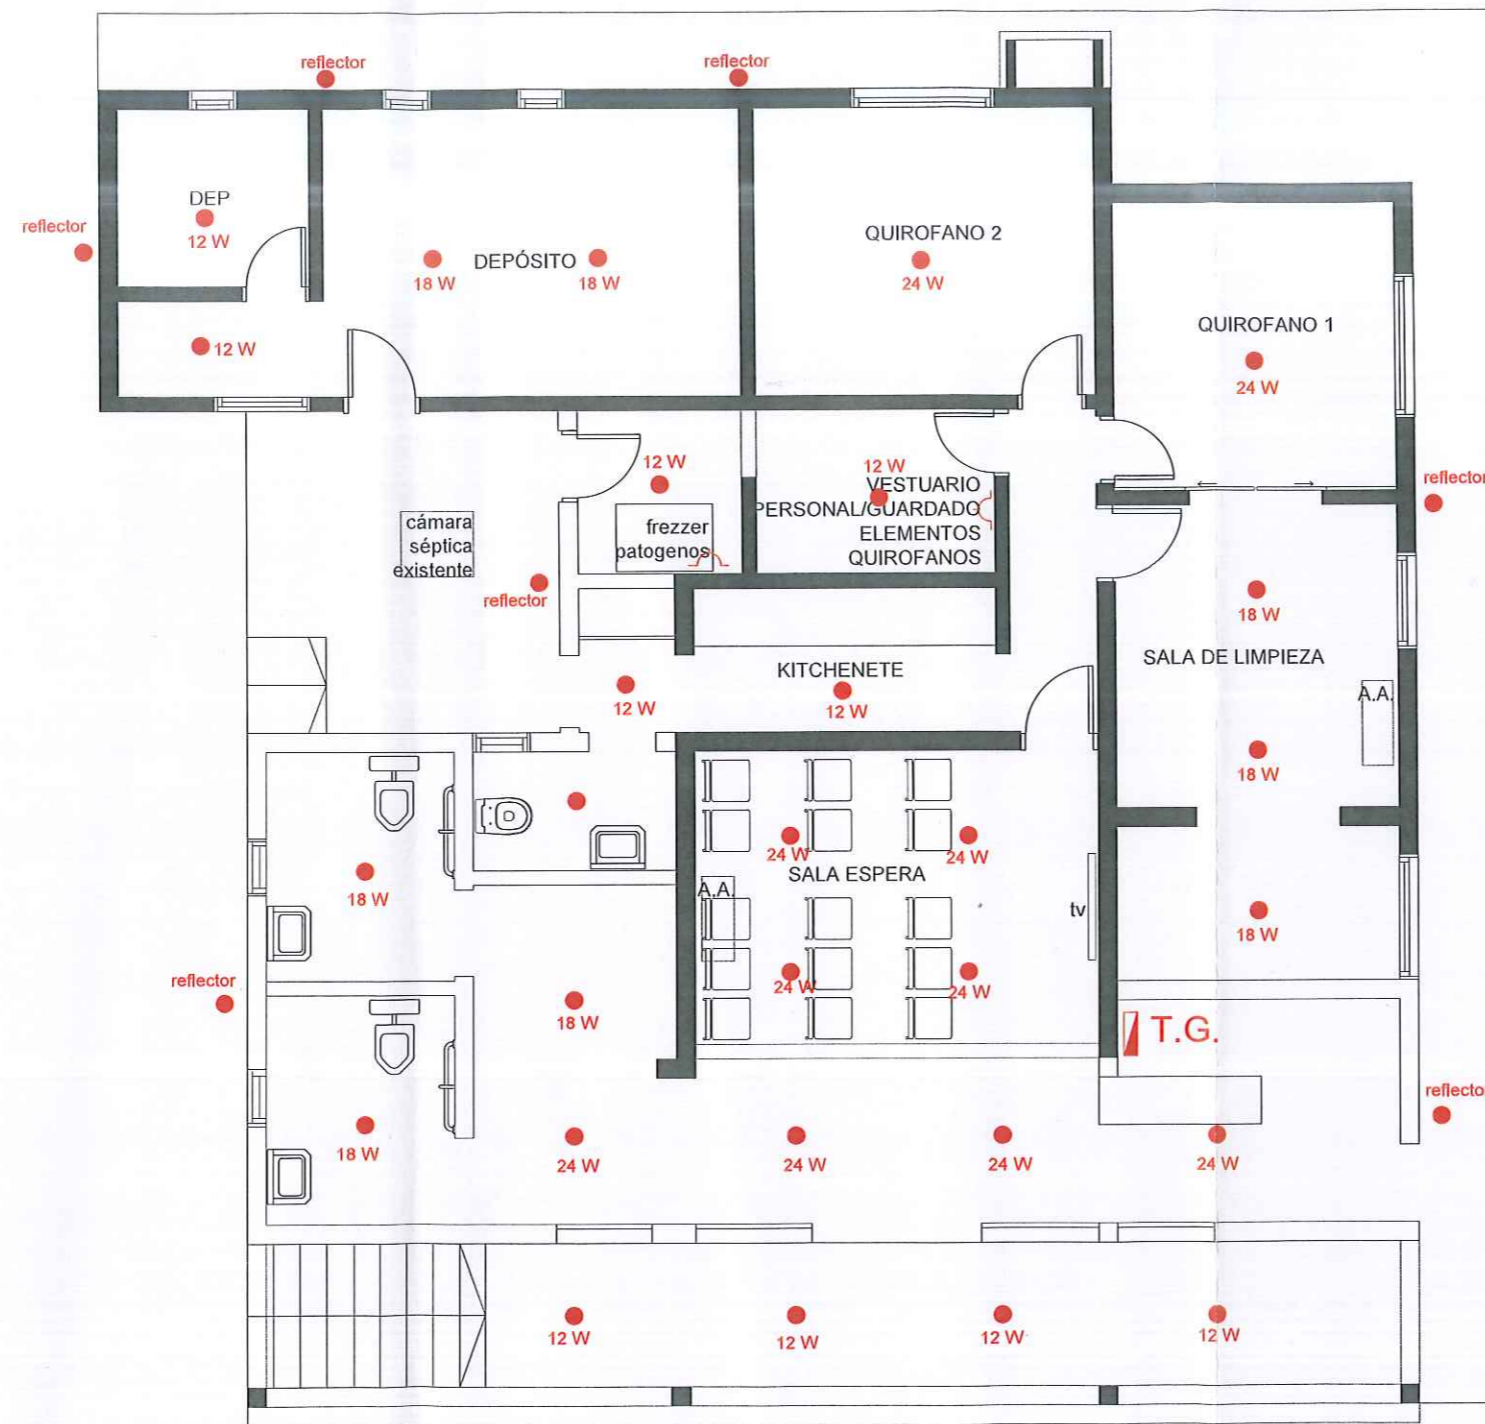 reflector
reflector
DEP
12 W
reflector
DEPÓSITO
18 W
18 W
QUIROFANO 2
24 W
QUIROFANO 1
24 W
12 W
12 W
frezzer
patogenos
12 W
VESTUARIO
PERSONAL/GUARDADO
ELEMENTOS
QUIROFANOS
reflector
cámara
séptica
existente
reflector
18 W
SALA DE LIMPIEZA
A.A.
18 W
18 W
KITCHENETE
12 W
12 W
24 W
24 W
SALA ESPERA
A.A.
tv
24 W
24 W
18 W
reflector
18 W
18 W
T.G.
reflector
24 W
24 W
24 W
24 W
12 W
12 W
12 W
12 W